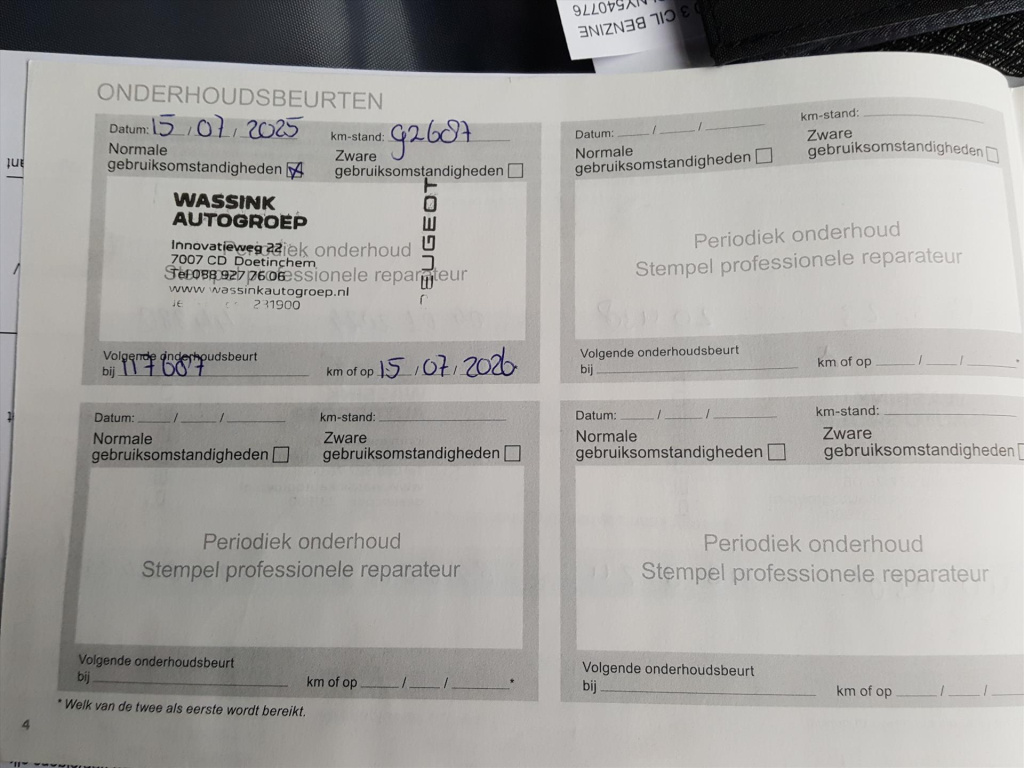 3 CIL BENZINE
NY540776
ONDERHOUDSBEURTEN
Datum: 15 / 07 / 2025 km-stand: 92687
Normale
gebruiksomstandigheden
Zware
gebruiksomstandigheden
WASSINK
AUTOGROEP
PEUGEOT
Innovatieweg 22
7007 CD Doetinchem
Tel 088 927 76 06
www wassinkautogroep.nl
231900
Periodiek onderhoud
Stempel professionele reparateur
Volgende onderhoudsbeurt
bij 117687 km of op 15 / 07 / 2026
Datum: / / km-stand:
Normale
gebruiksomstandigheden
Zware
gebruiksomstandigheden
Periodiek onderhoud
Stempel professionele reparateur
Volgende onderhoudsbeurt
bij km of op / / *
Datum: / / km-stand:
Normale
gebruiksomstandigheden
Zware
gebruiksomstandigheden
Periodiek onderhoud
Stempel professionele reparateur
Volgende onderhoudsbeurt
bij km of op / / *
Datum: / / km-stand:
Normale
gebruiksomstandigheden
Zware
gebruiksomstandigheden
Periodiek onderhoud
Stempel professionele reparateur
Volgende onderhoudsbeurt
bij km of op / /
* Welk van de twee als eerste wordt bereikt.
4